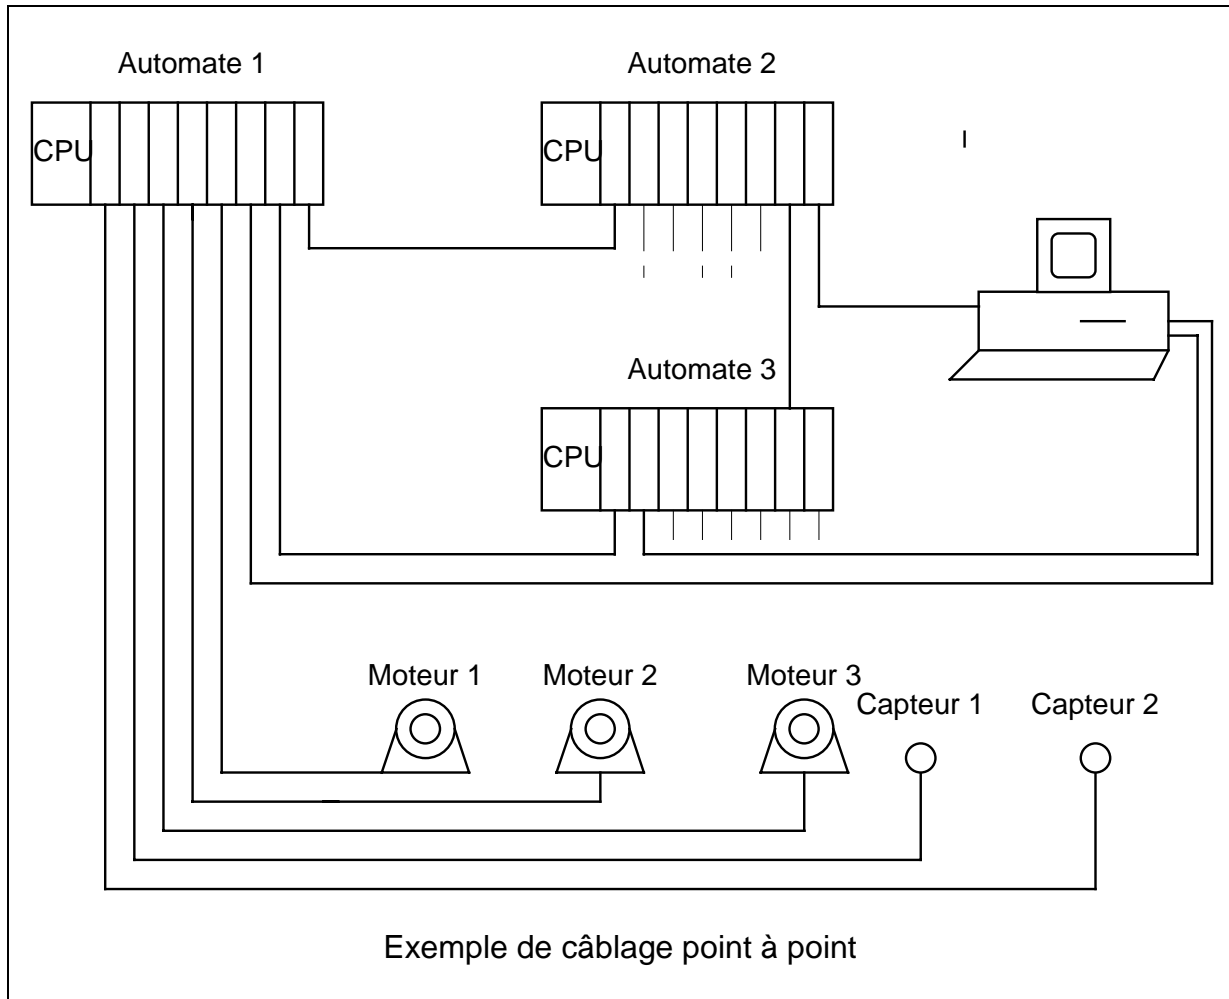 Automate 1
Automate 2
CPU
CPU
Automate 3
CPU
Moteur 1
Moteur 2
Moteur 3
Capteur 1
Capteur 2
Exemple de câblage point à point